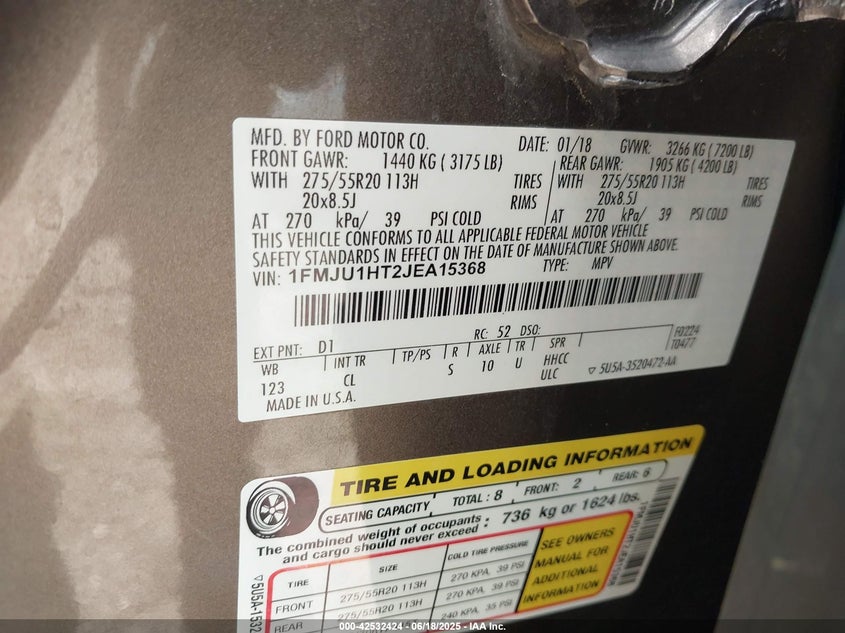 MFD. BY FORD MOTOR CO. DATE: 01/18 GVWR: 3266 KG ( 7200 LB)
FRONT GAWR: 1440 KG ( 3175 LB) REAR GAWR: 1905 KG ( 4200 LB)
WITH 275/55R20 113H TIRES WITH 275/55R20 113H TIRES
20x8.5J RIMS 20x8.5J RIMS
AT 270 kPa/ 39 PSI COLD AT 270 kPa/ 39 PSI COLD
THIS VEHICLE CONFORMS TO ALL APPLICABLE FEDERAL MOTOR VEHICLE
SAFETY STANDARDS IN EFFECT ON THE DATE OF MANUFACTURE SHOWN ABOVE.
VIN: 1FMJU1HT2JEA15368 TYPE: MPV
F0224
EXT PNT: D1 RC: 52 DSO: T0477
WB INT TR TP/PS R AXLE TR SPR
123 CL S 10 U HHCC
ULC ▽ 5U5A-3520472-AA
MADE IN U.S.A.
TIRE AND LOADING INFORMATION
SEATING CAPACITY TOTAL : 8 FRONT: 2 REAR: 6
The combined weight of occupants : 736 kg or 1624 lbs.
and cargo should never exceed
TIRE SIZE COLD TIRE PRESSURE
FRONT 275/55R20 113H 270 KPA, 39 PSI
REAR 275/55R20 113H 270 KPA, 39 PSI
240 KPA, 35 PSI
SEE OWNERS
MANUAL FOR
ADDITIONAL
INFORMATION
▽5U5A-1532
000-42532424 | 06/18/2025 | IAA Inc.